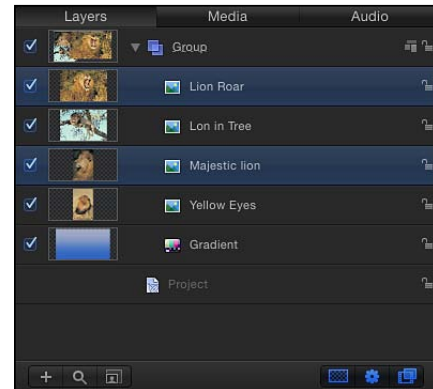 Layers Media Audio
Group
Lion Roar
Lon in Tree
Majestic lion
Yellow Eyes
Gradient
Project